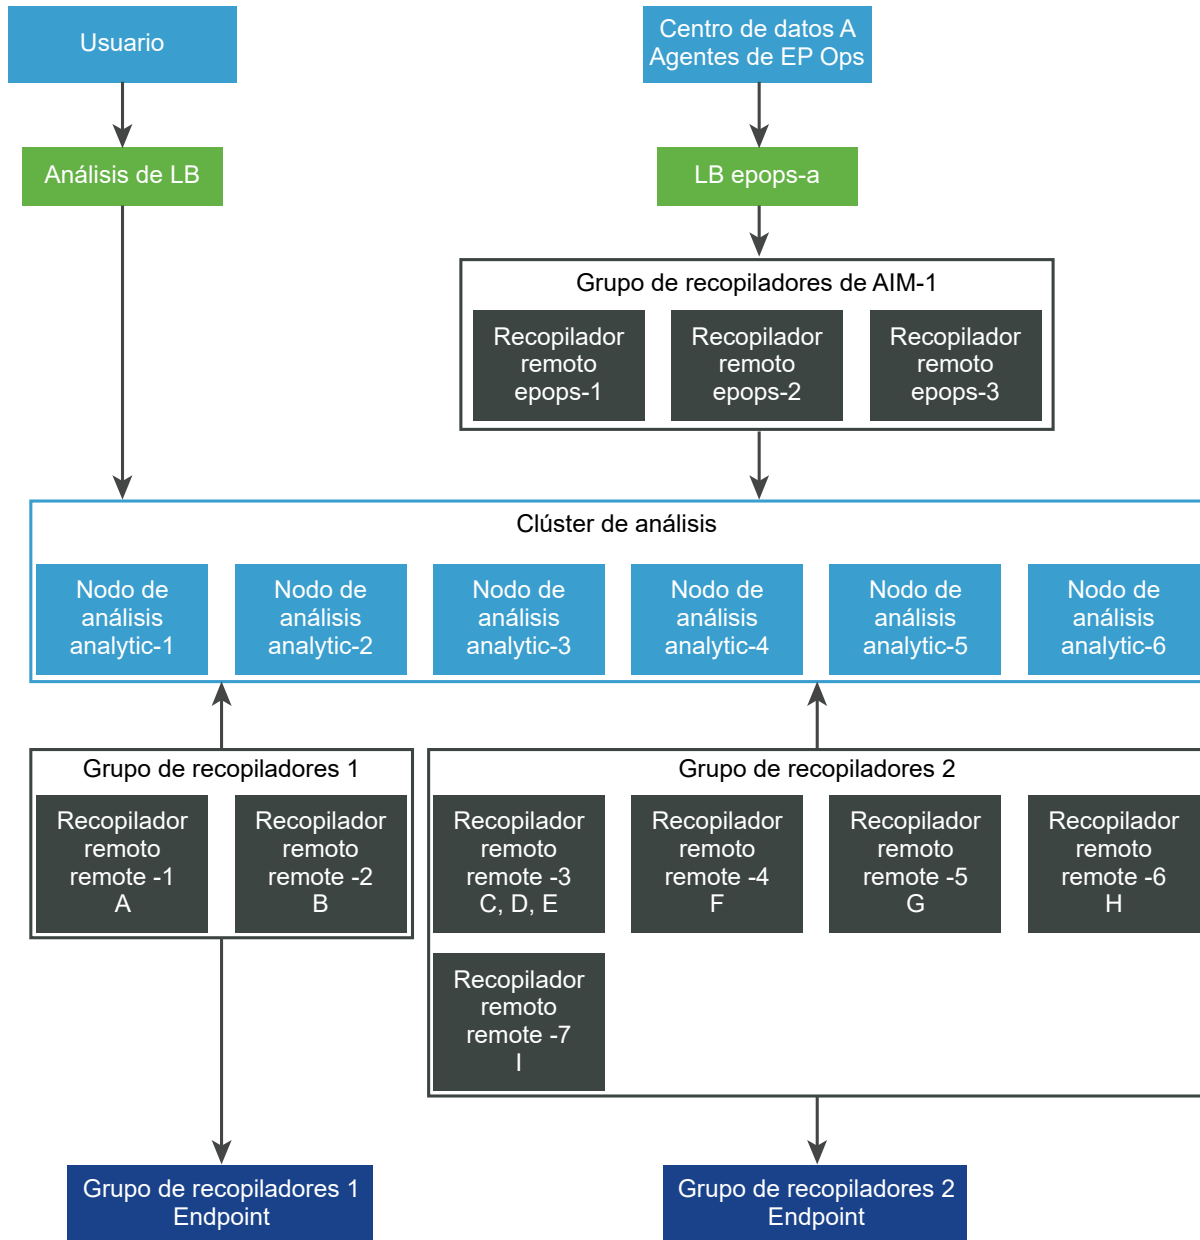 Usuario
Centro de datos A
Agentes de EP Ops
Análisis de LB
LB epops-a
Grupo de recopiladores de AIM-1
Recopilador
remoto
epops-1
Recopilador
remoto
epops-2
Recopilador
remoto
epops-3
Clúster de análisis
Nodo de
análisis
analytic-1
Nodo de
análisis
analytic-2
Nodo de
análisis
analytic-3
Nodo de
análisis
analytic-4
Nodo de
análisis
analytic-5
Nodo de
análisis
analytic-6
Grupo de recopiladores 1
Recopilador
remoto
remote -1
A
Recopilador
remoto
remote -2
B
Grupo de recopiladores 2
Recopilador
remoto
remote -3
C, D, E
Recopilador
remoto
remote -4
F
Recopilador
remoto
remote -5
G
Recopilador
remoto
remote -6
H
Recopilador
remoto
remote -7
I
Grupo de recopiladores 1
Endpoint
Grupo de recopiladores 2
Endpoint